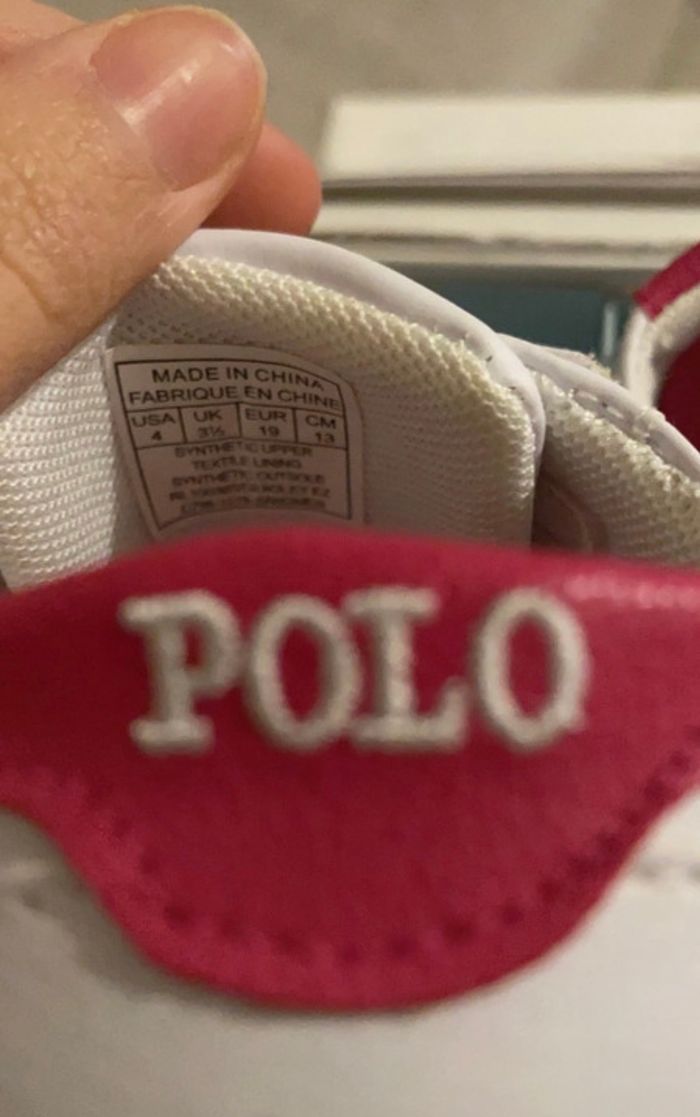 MADE IN CHINA
FABRIQUE EN CHINE
USA UK EUR CM
4 3½ 19 13
SYNTHETIC UPPER
TEXTILE LINING
SYNTHETIC OUTSOLE
POLO